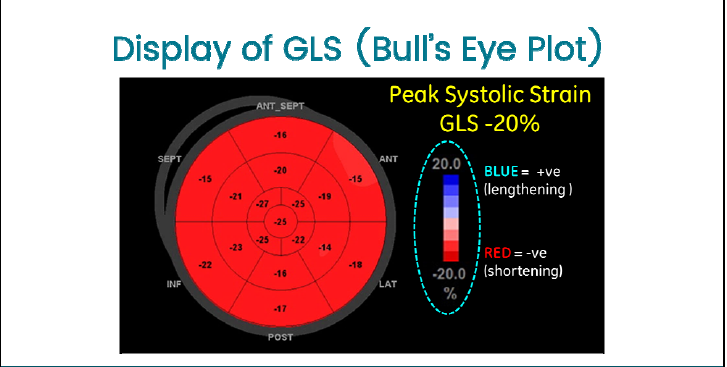 Display of GLS (Bull's Eye Plot)
Peak Systolic Strain
GLS -20%
ANT_SEPT
-16
SEPT
ANT
-20
-15
-15
-21
-19
-27
-25
-25
-25
-22
-23
-14
-22
-18
-16
INF
LAT
-17
POST
20.0
BLUE = +ve
(lengthening )
RED = -ve
(shortening)
-20.0
%